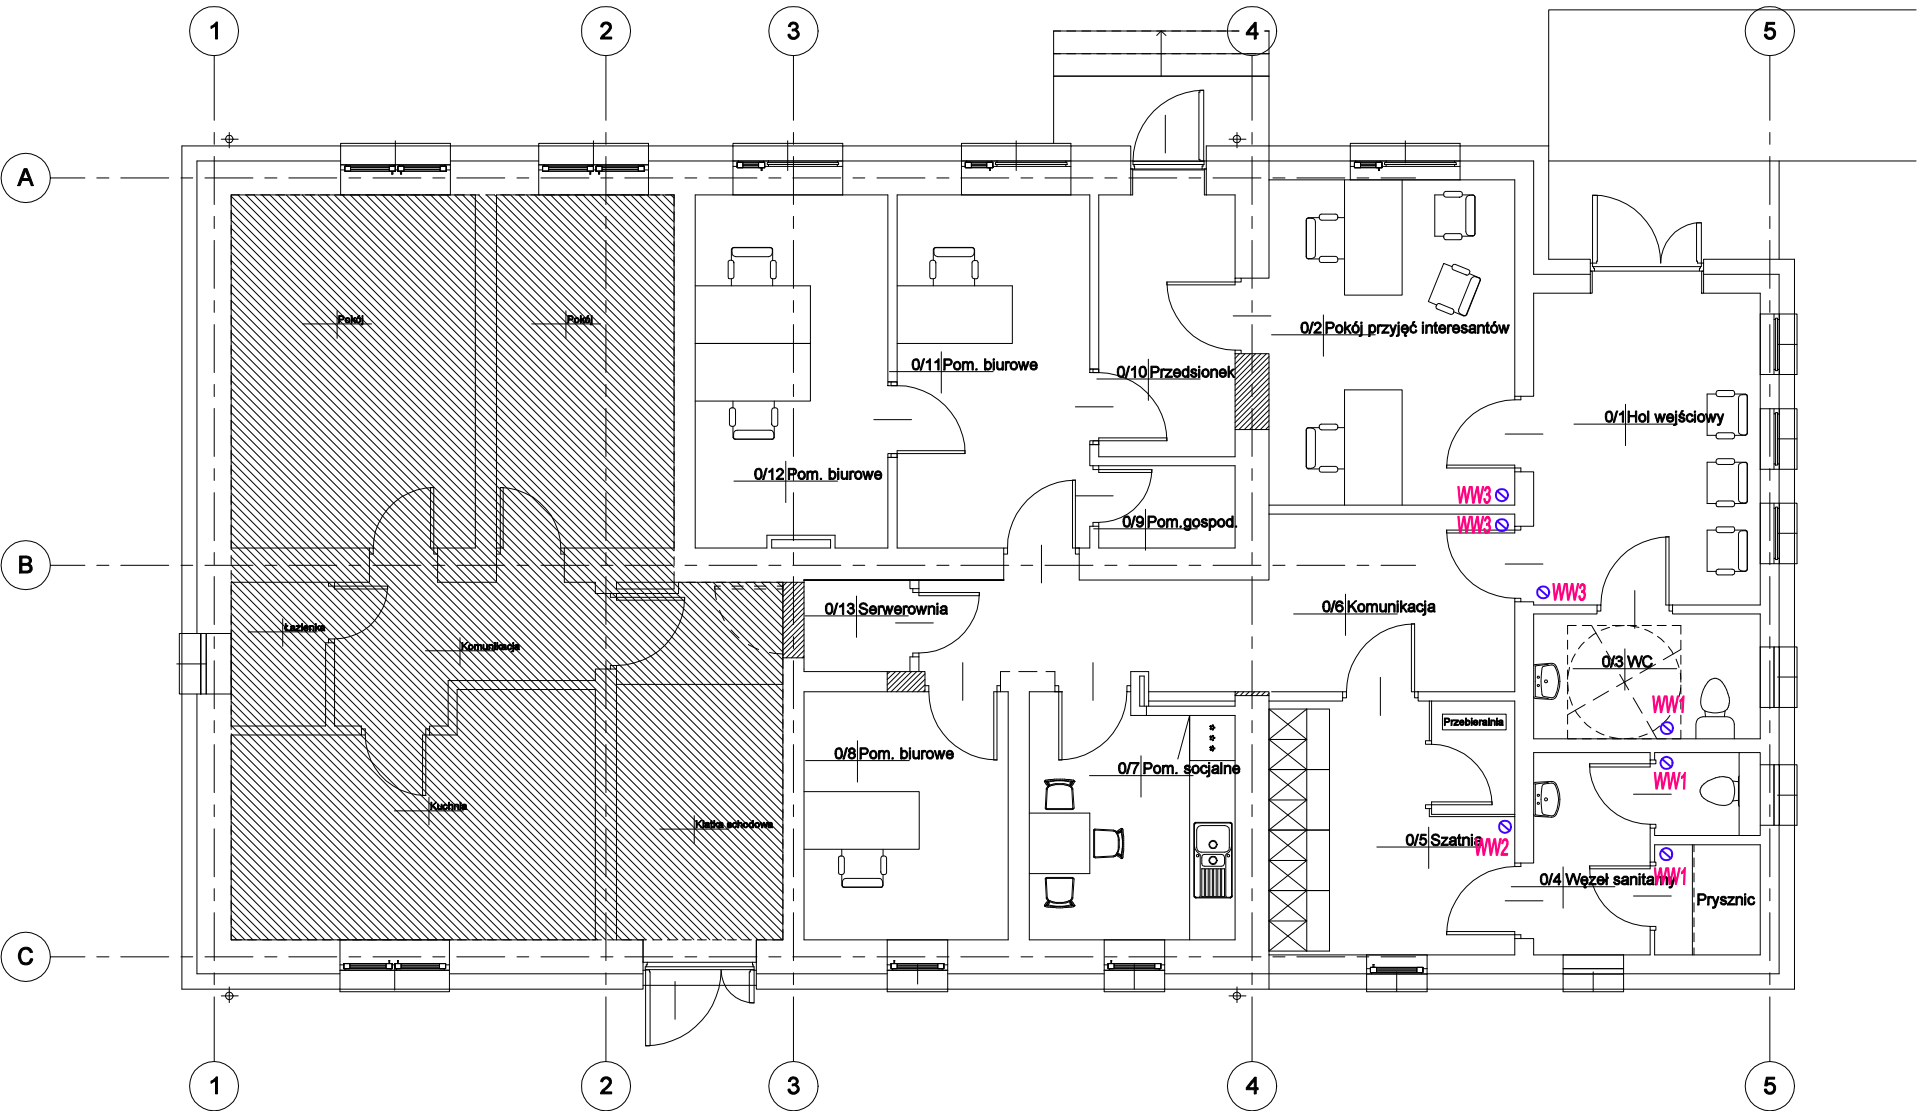 1 2 3 4 5
A
Pokój Pokój
0/2 Pokój przyjęć interesantów
0/11 Pom. biurowe
0/10 Przedsionek
0/1 Hol wejściowy
0/12 Pom. biurowe
WW3
0/9 Pom.gospod.
WW3
B
WW3
0/13 Serwerownia
0/6 Komunikacja
Łazienka
Komunikacja
0/3 WC
WW1
Przebieralnia
0/8 Pom. biurowe
0/7 Pom. socjalne
WW1
Kuchnia
Klatka schodowa
0/5 Szatnia
WW2
0/4 Węzeł sanitarny
WW1
Prysznic
C
1 2 3 4 5